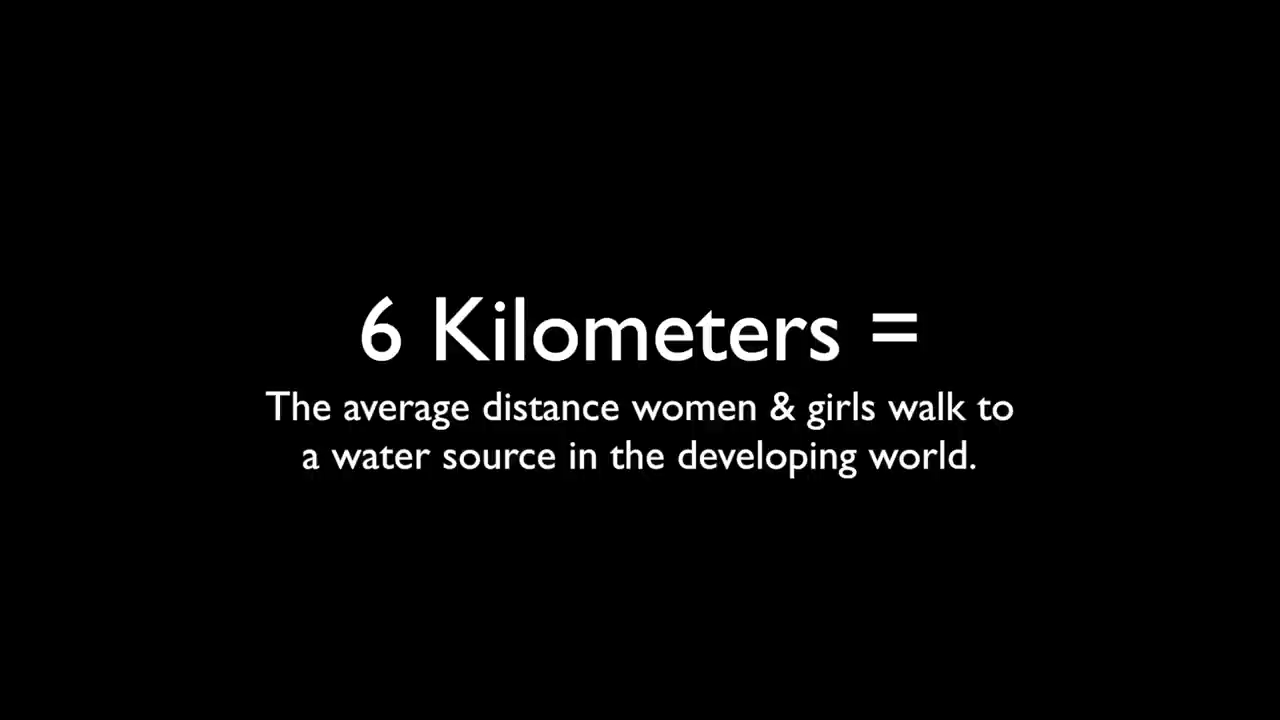 6 Kilometers =
The average distance women & girls walk to
a water source in the developing world.